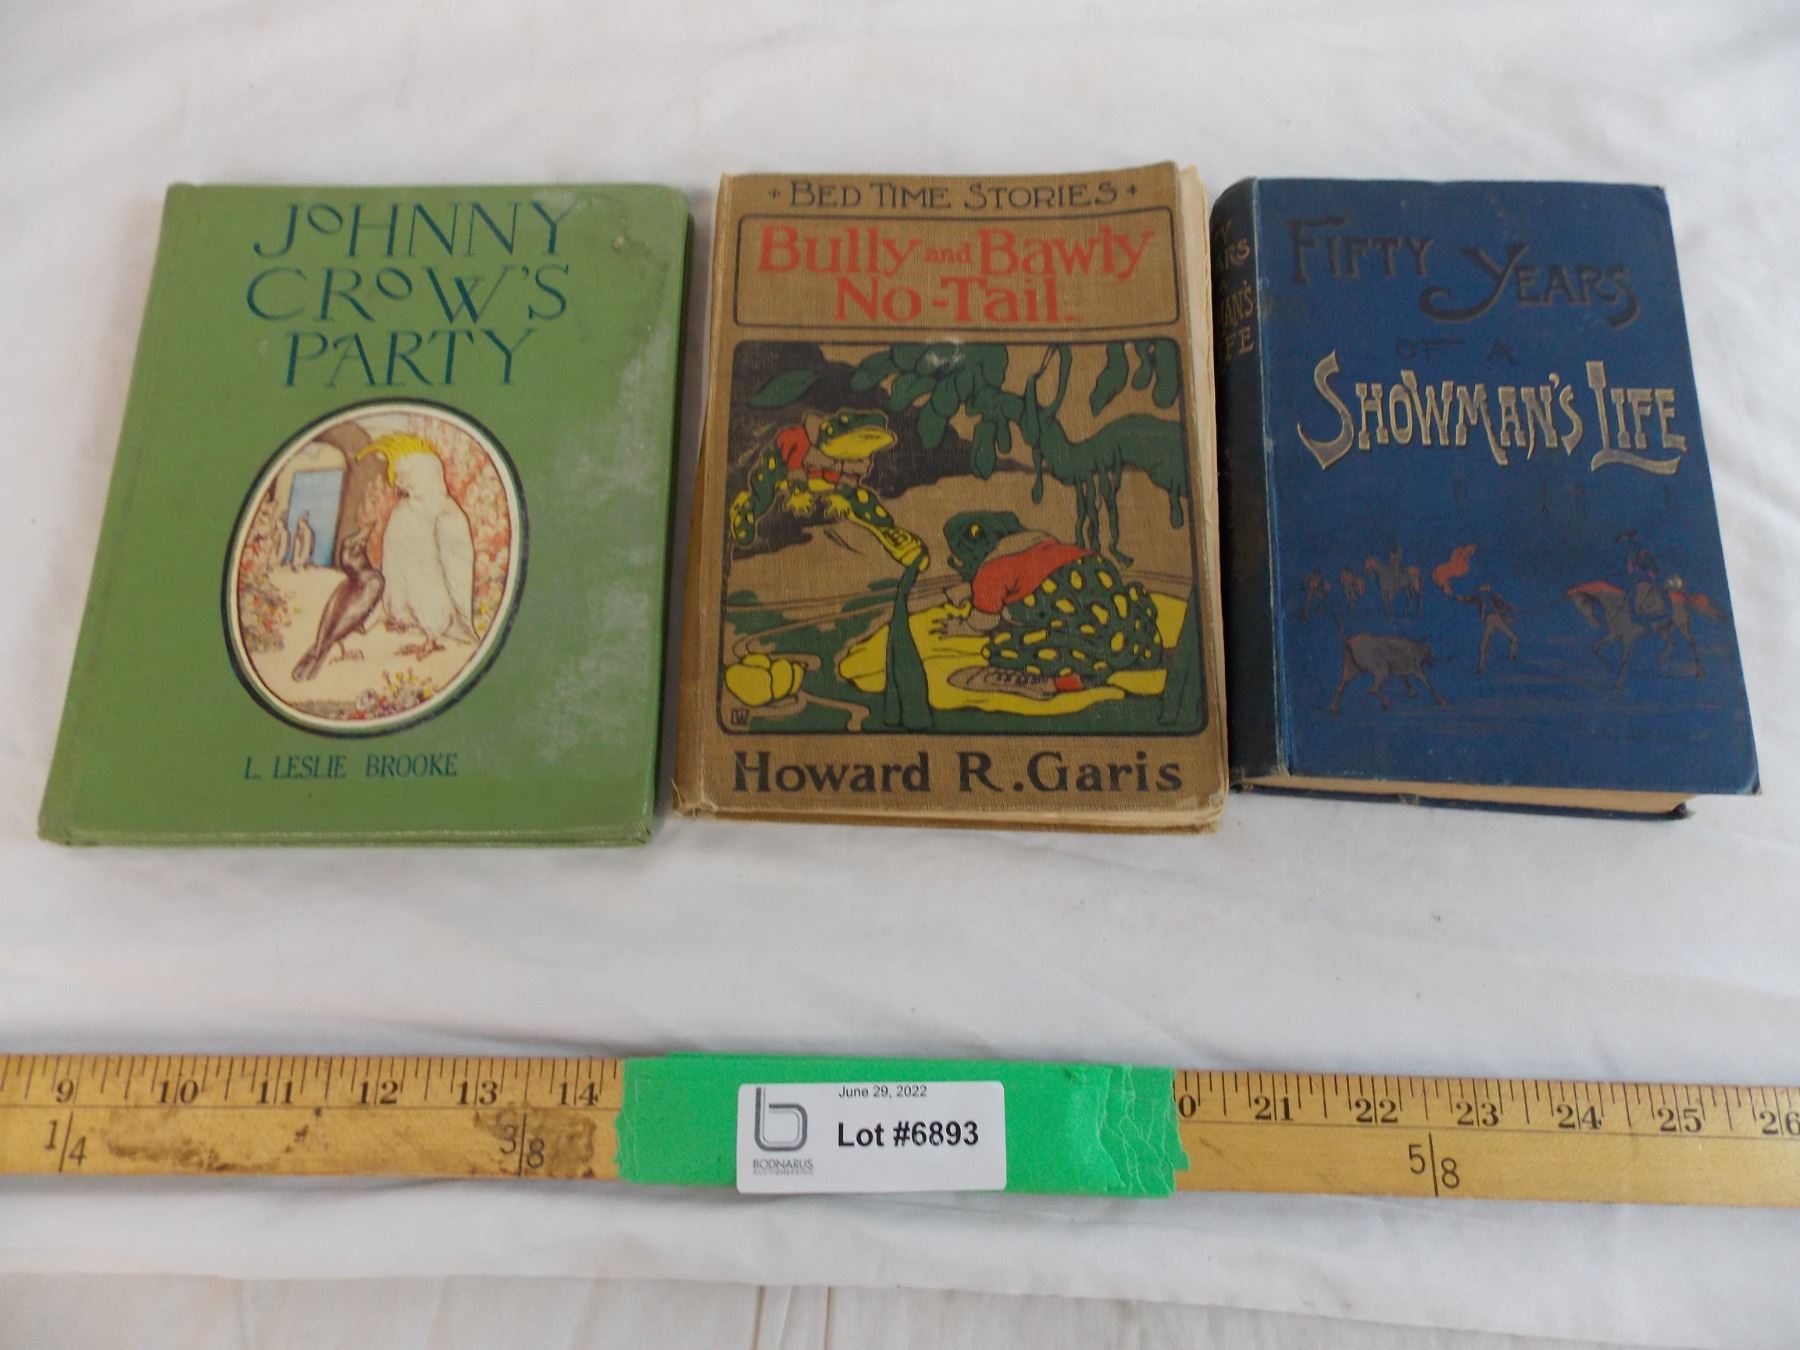 JOHNNY
CROW'S
PARTY
L. LESLIE BROOKE
+ BED TIME STORIES +
Bully and Bawly
No-Tail
Howard R. Garis
FIFTY YEARS
OF A
SHOWMAN'S LIFE
9 10 11 12 13 14
1/4 3/8
June 29, 2022
Lot #6893
b
BODNARUS
AUCTIONEERING
0 21 22 23 24 25 26
5/8